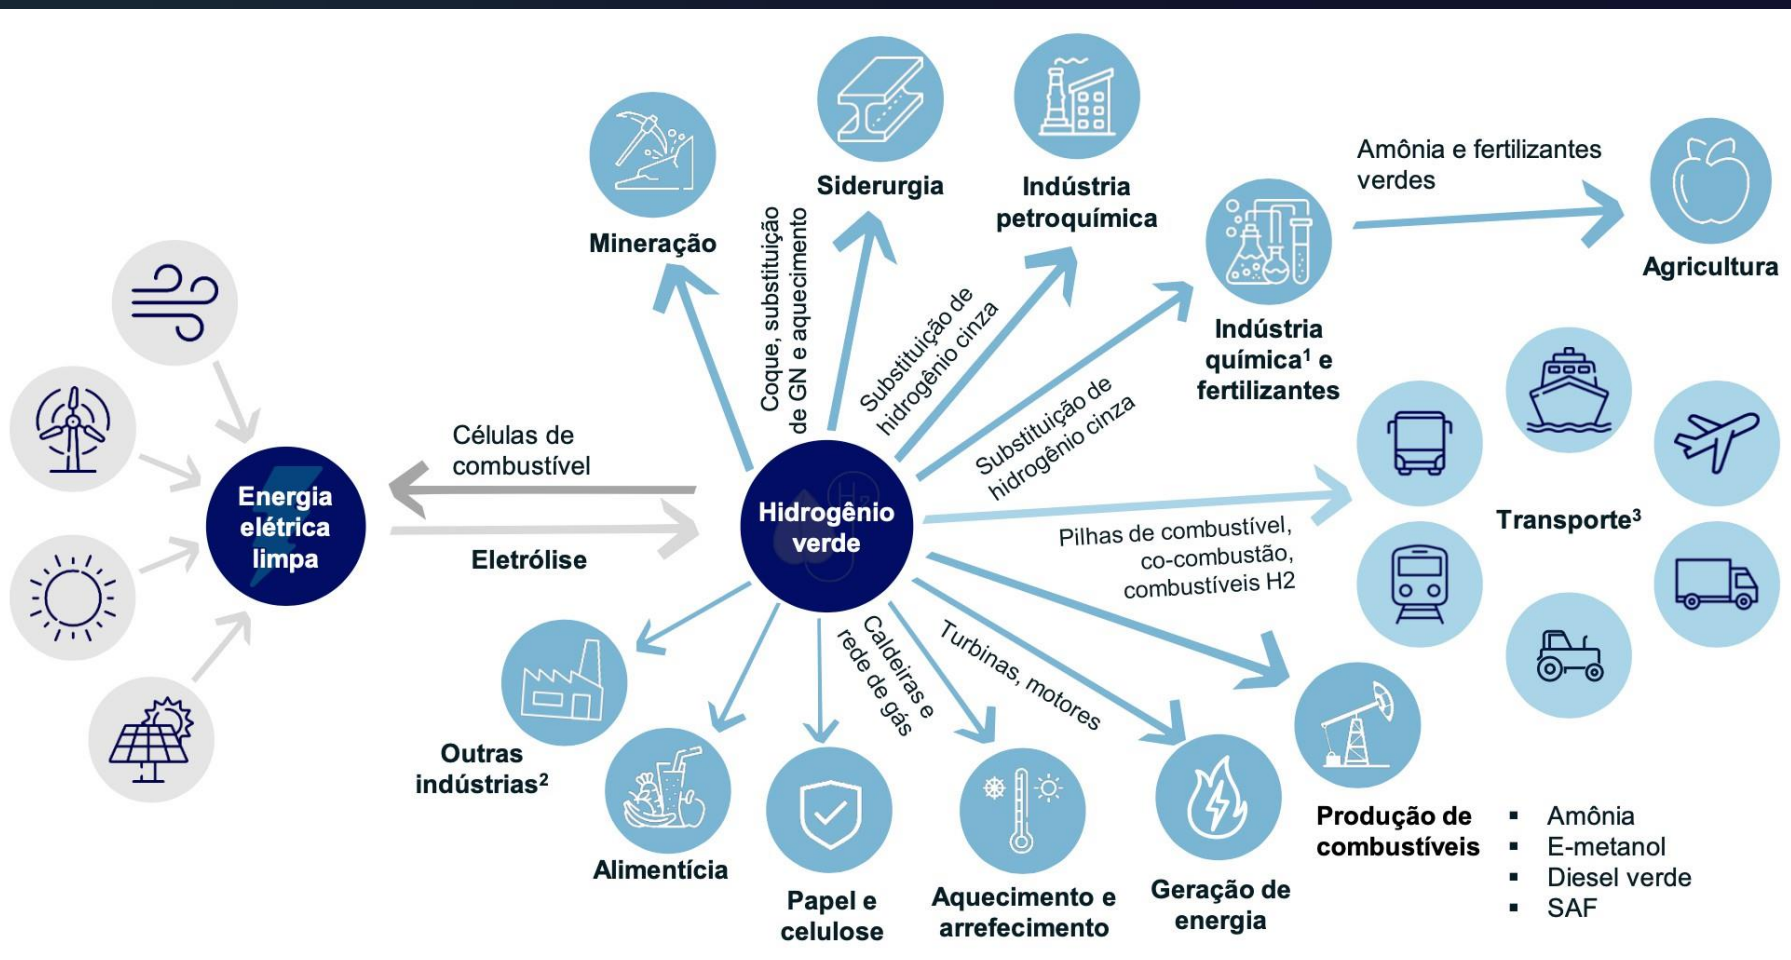 Mineração
Siderurgia
Indústria
petroquímica
Amônia e fertilizantes
verdes
Agricultura
Indústria
química¹ e
fertilizantes
Coque, substituição
de GN e aquecimento
Substituição de
hidrogênio cinza
Substituição de
hidrogênio cinza
Células de
combustível
Energia
elétrica
limpa
Eletrólise
Hidrogênio
verde
H₂
Pilhas de combustível,
co-combustão,
combustíveis H2
Transporte³
Caldeiras e
rede de gás
Turbinas, motores
Outras
indústrias²
Alimentícia
Papel e
celulose
Aquecimento e
arrefecimento
Geração de
energia
Produção de
combustíveis
▪ Amônia
▪ E-metanol
▪ Diesel verde
▪ SAF